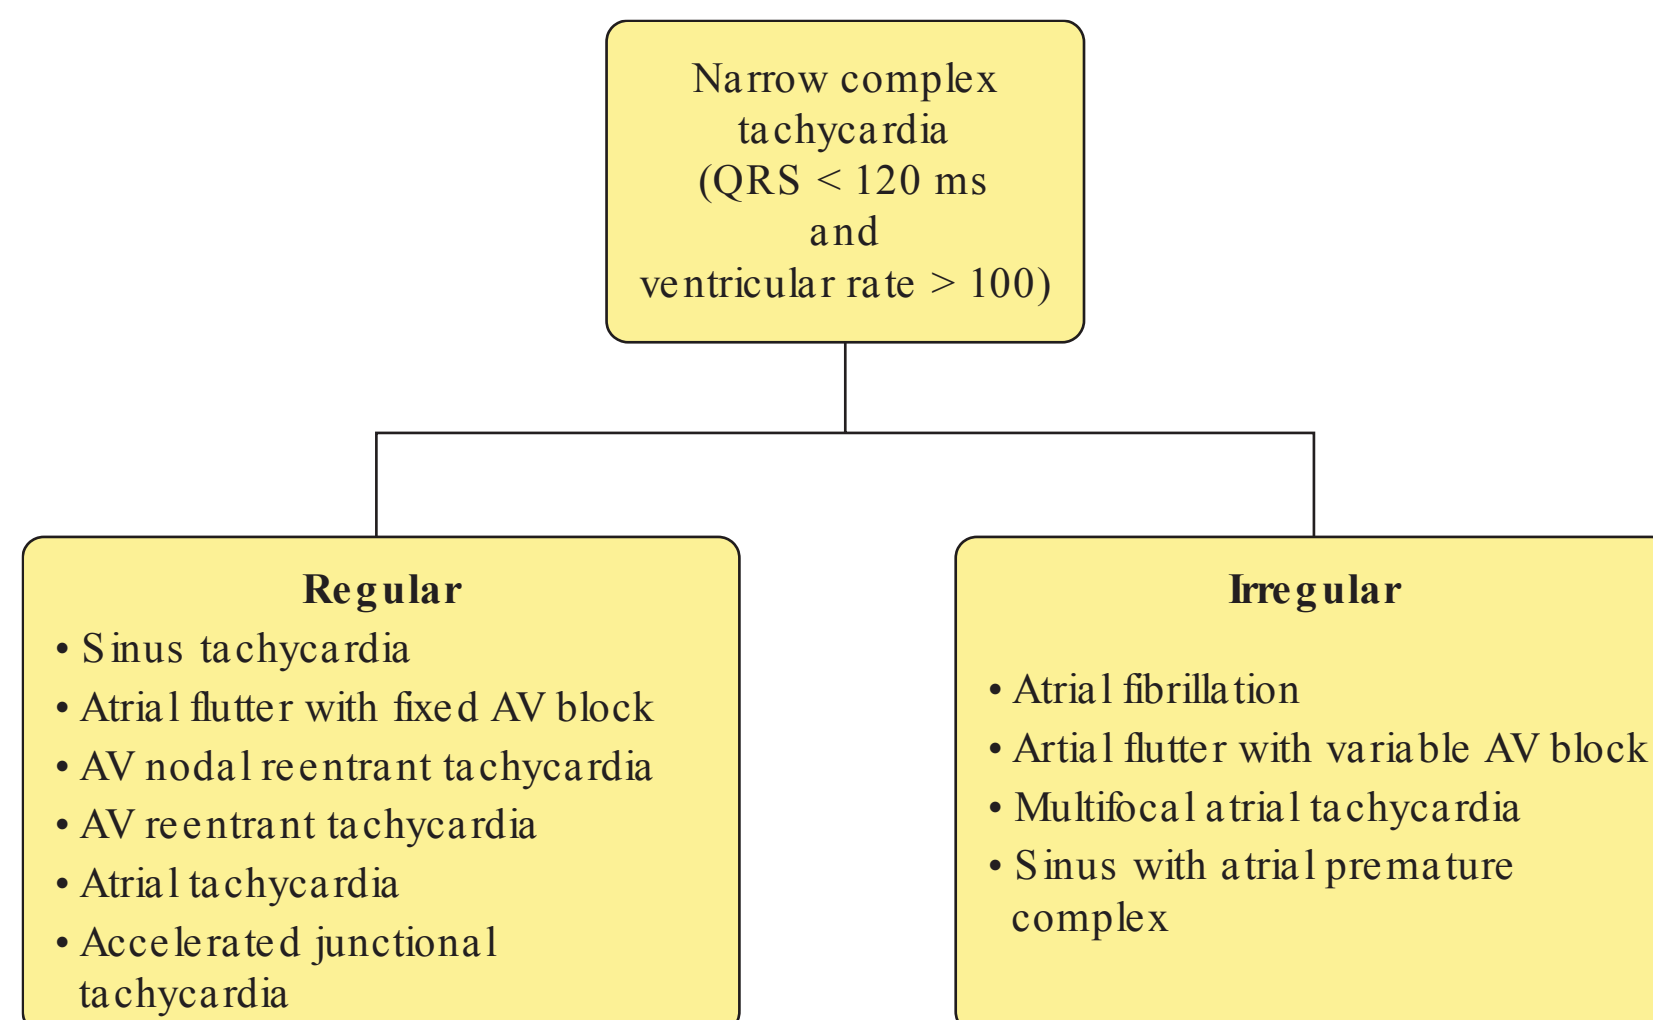 Narrow complex
tachycardia
(QRS < 120 ms
and
ventricular rate > 100)
Regular
• Sinus tachycardia
• Atrial flutter with fixed AV block
• AV nodal reentrant tachycardia
• AV reentrant tachycardia
• Atrial tachycardia
• Accelerated junctional
tachycardia
Irregular
• Atrial fibrillation
• Artial flutter with variable AV block
• Multifocal atrial tachycardia
• Sinus with atrial premature
complex